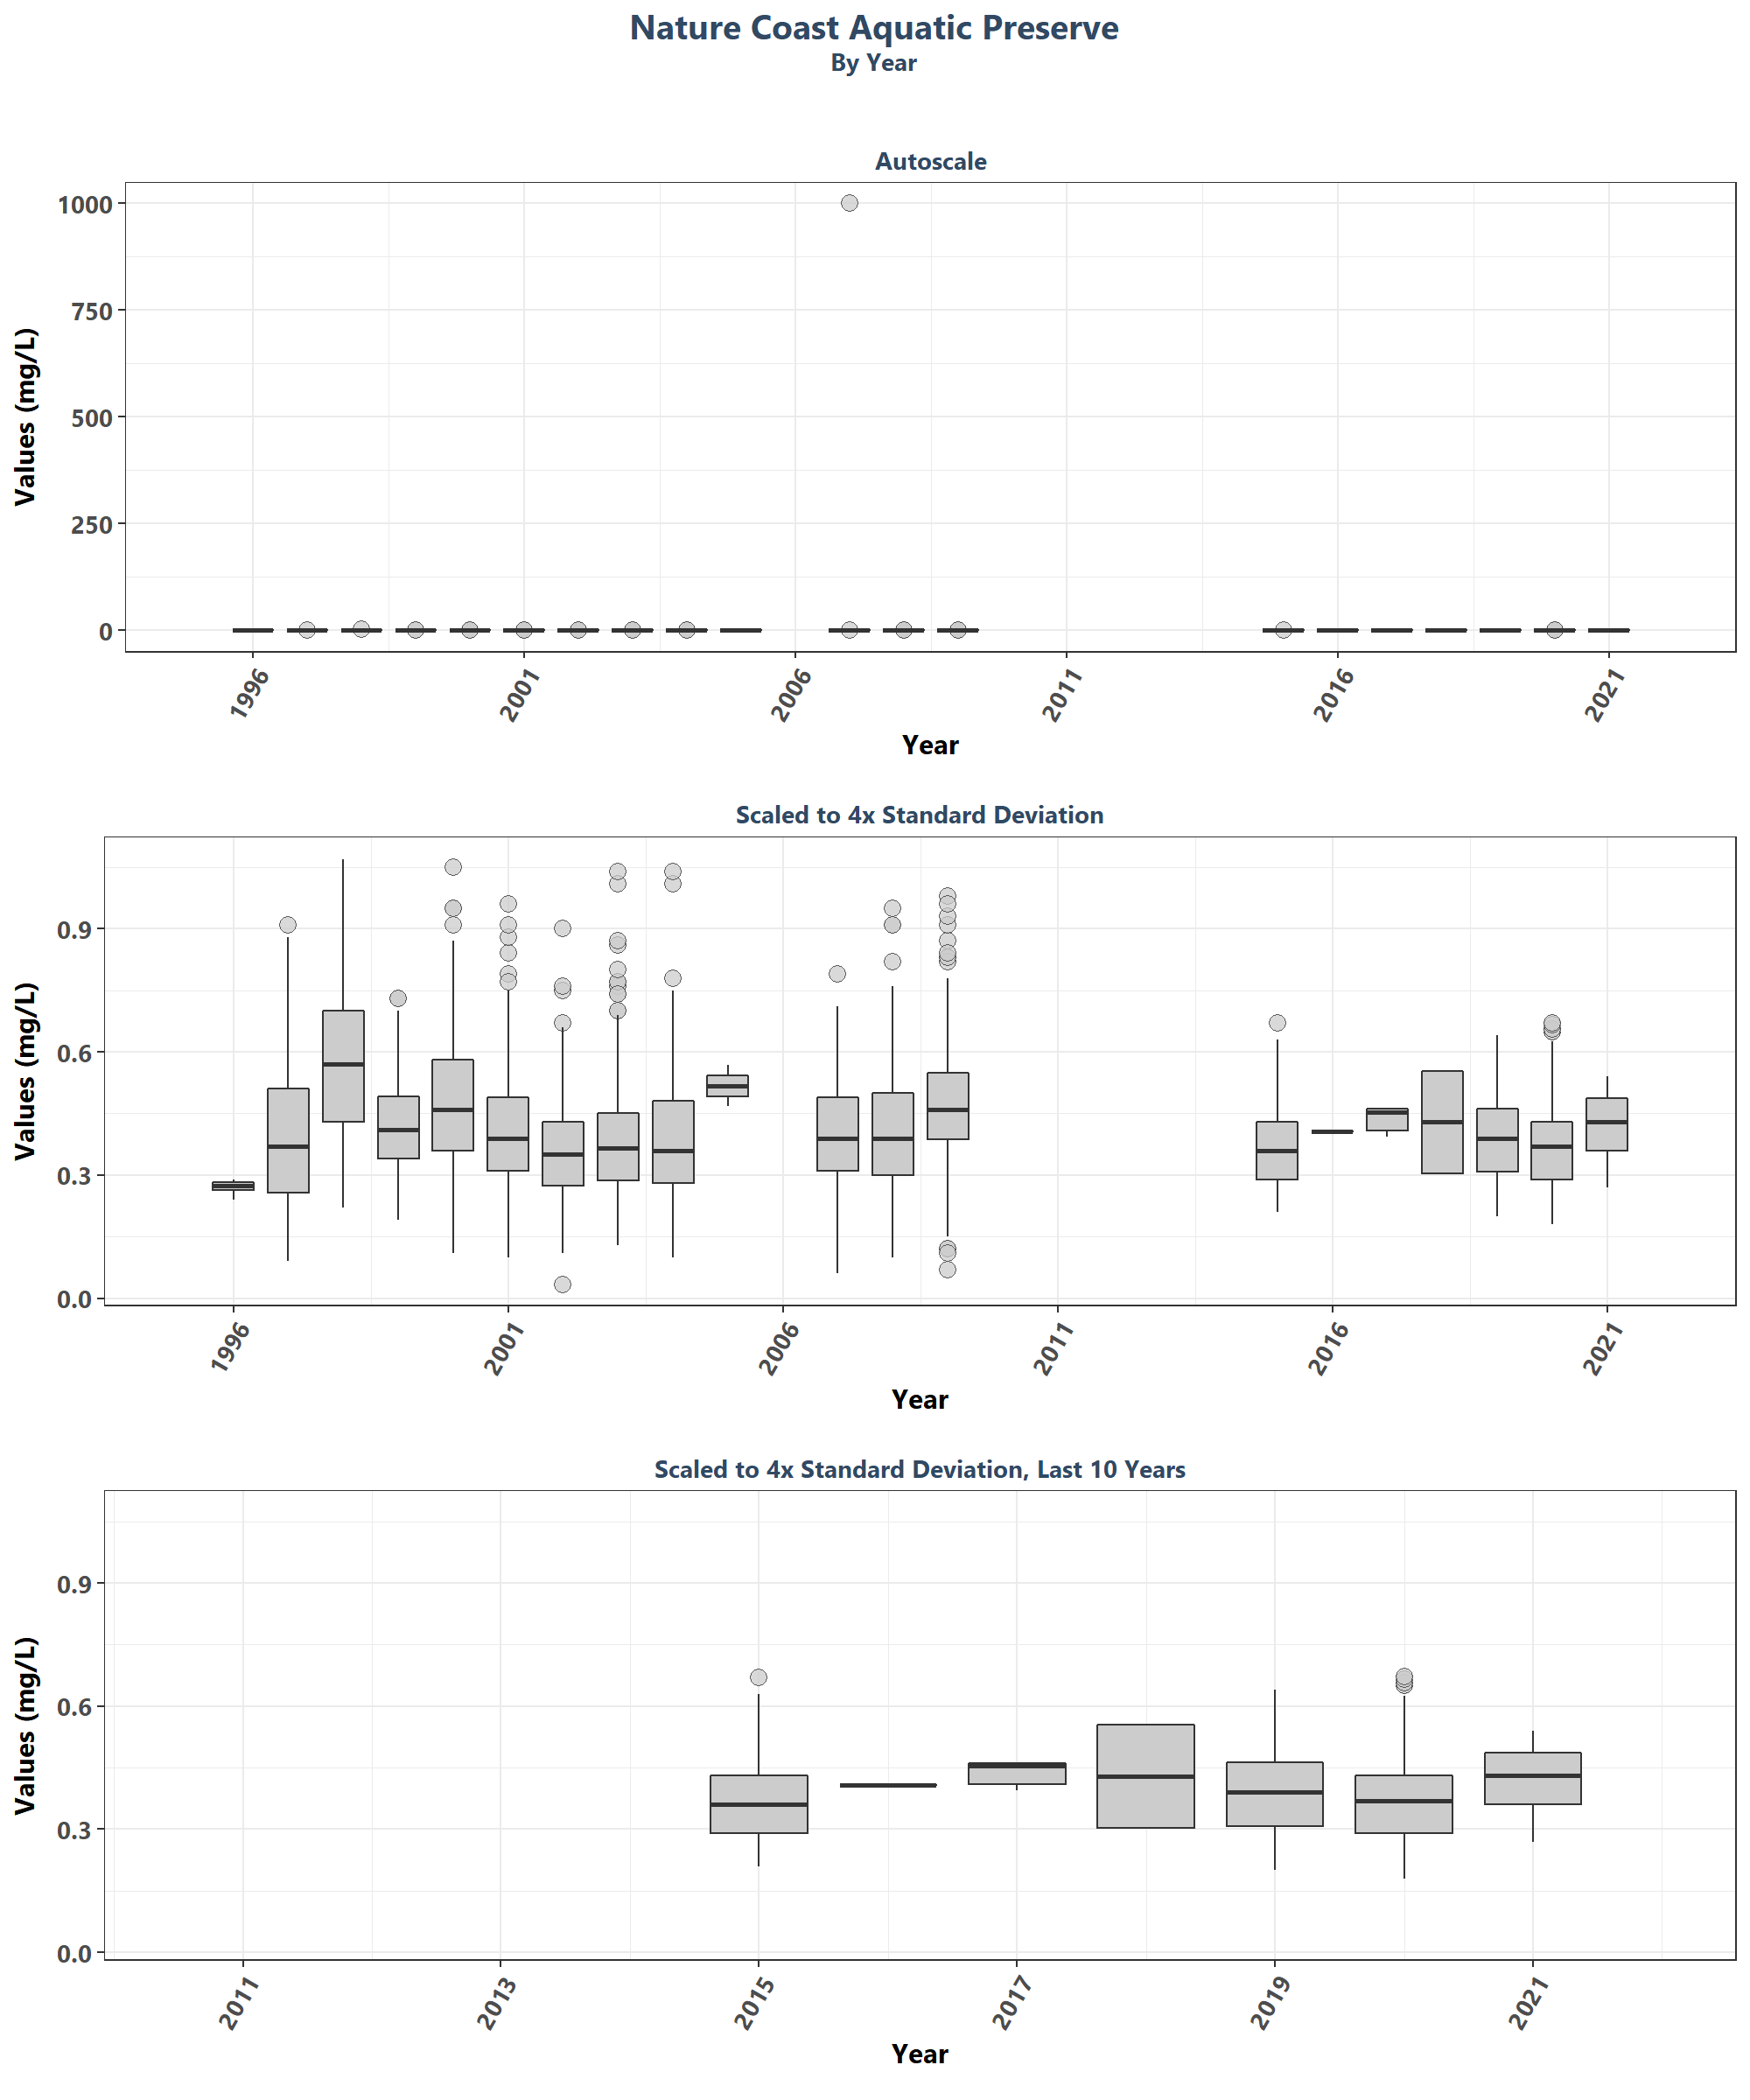 Nature Coast Aquatic Preserve
By Year
Autoscale
Values (mg/L)
1000
750
500
250
0
1996
2001
2006
2011
2016
2021
Year
Scaled to 4x Standard Deviation
Values (mg/L)
0.9
0.6
0.3
0.0
1996
2001
2006
2011
2016
2021
Year
Scaled to 4x Standard Deviation, Last 10 Years
Values (mg/L)
0.9
0.6
0.3
0.0
2011
2013
2015
2017
2019
2021
Year